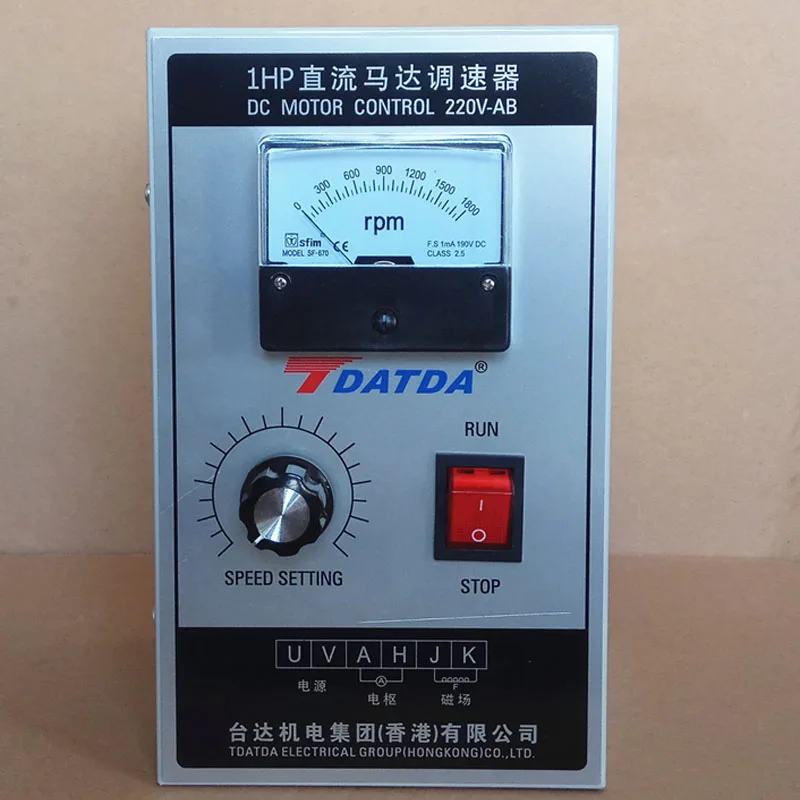 1HP直流马达调速器
DC MOTOR CONTROL 220V-AB
0 300 600 900 1200 1500 1800
rpm
sfim
CE
MODEL SF-670
F.S 1mA 190V DC
CLASS 2.5
TDATDA®
RUN
I
O
SPEED SETTING
STOP
U V A H J K
A
F
电源
电枢
磁场
台达机电集团(香港)有限公司
TDATDA ELECTRICAL GROUP(HONGKONG)CO.,LTD.